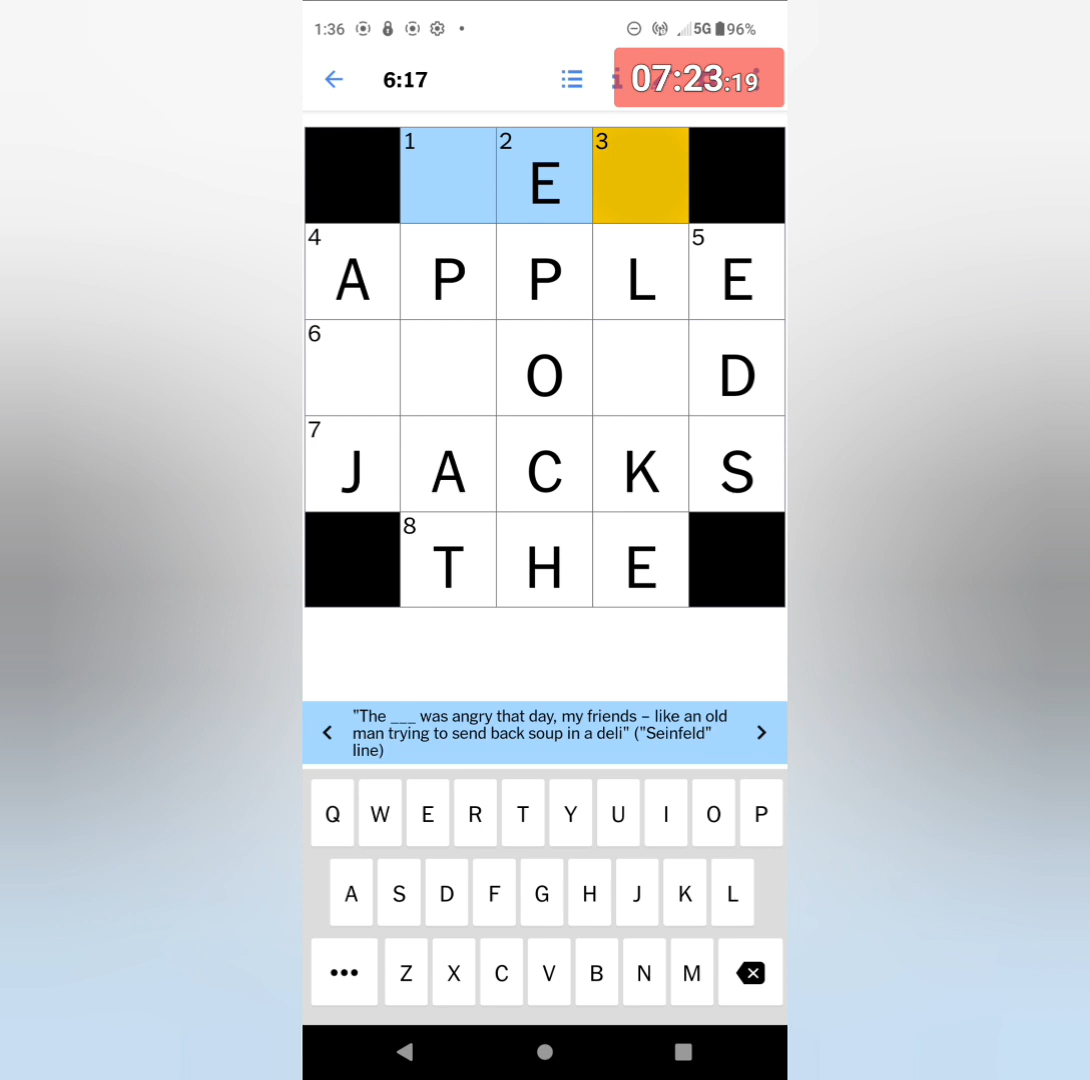 1:36 5G 96%
6:17 07:23:19
1 2 3
E
4 5
A P P L E
6
O D
7
J A C K S
8
T H E
"The ___ was angry that day, my friends – like an old
man trying to send back soup in a deli" ("Seinfeld"
line)
Q W E R T Y U I O P
A S D F G H J K L
••• Z X C V B N M